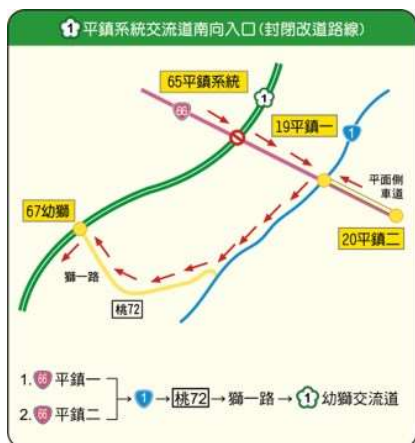 1 平鎮系統交流道南向入口(封閉改道路線)
65平鎮系統
1
66
19平鎮一
1
平面側
車道
67幼獅
20平鎮二
獅一路
桃72
1. 66 平鎮一
2. 66 平鎮二
→ 1 → 桃72 → 獅一路 → 1 幼獅交流道